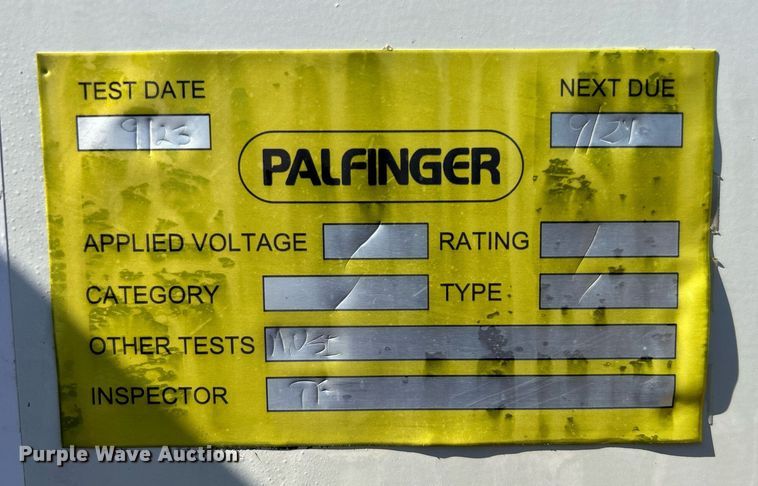 TEST DATE NEXT DUE
9/23 9/24
PALFINGER
APPLIED VOLTAGE / RATING /
CATEGORY / TYPE /
OTHER TESTS
INSPECTOR
Purple Wave Auction